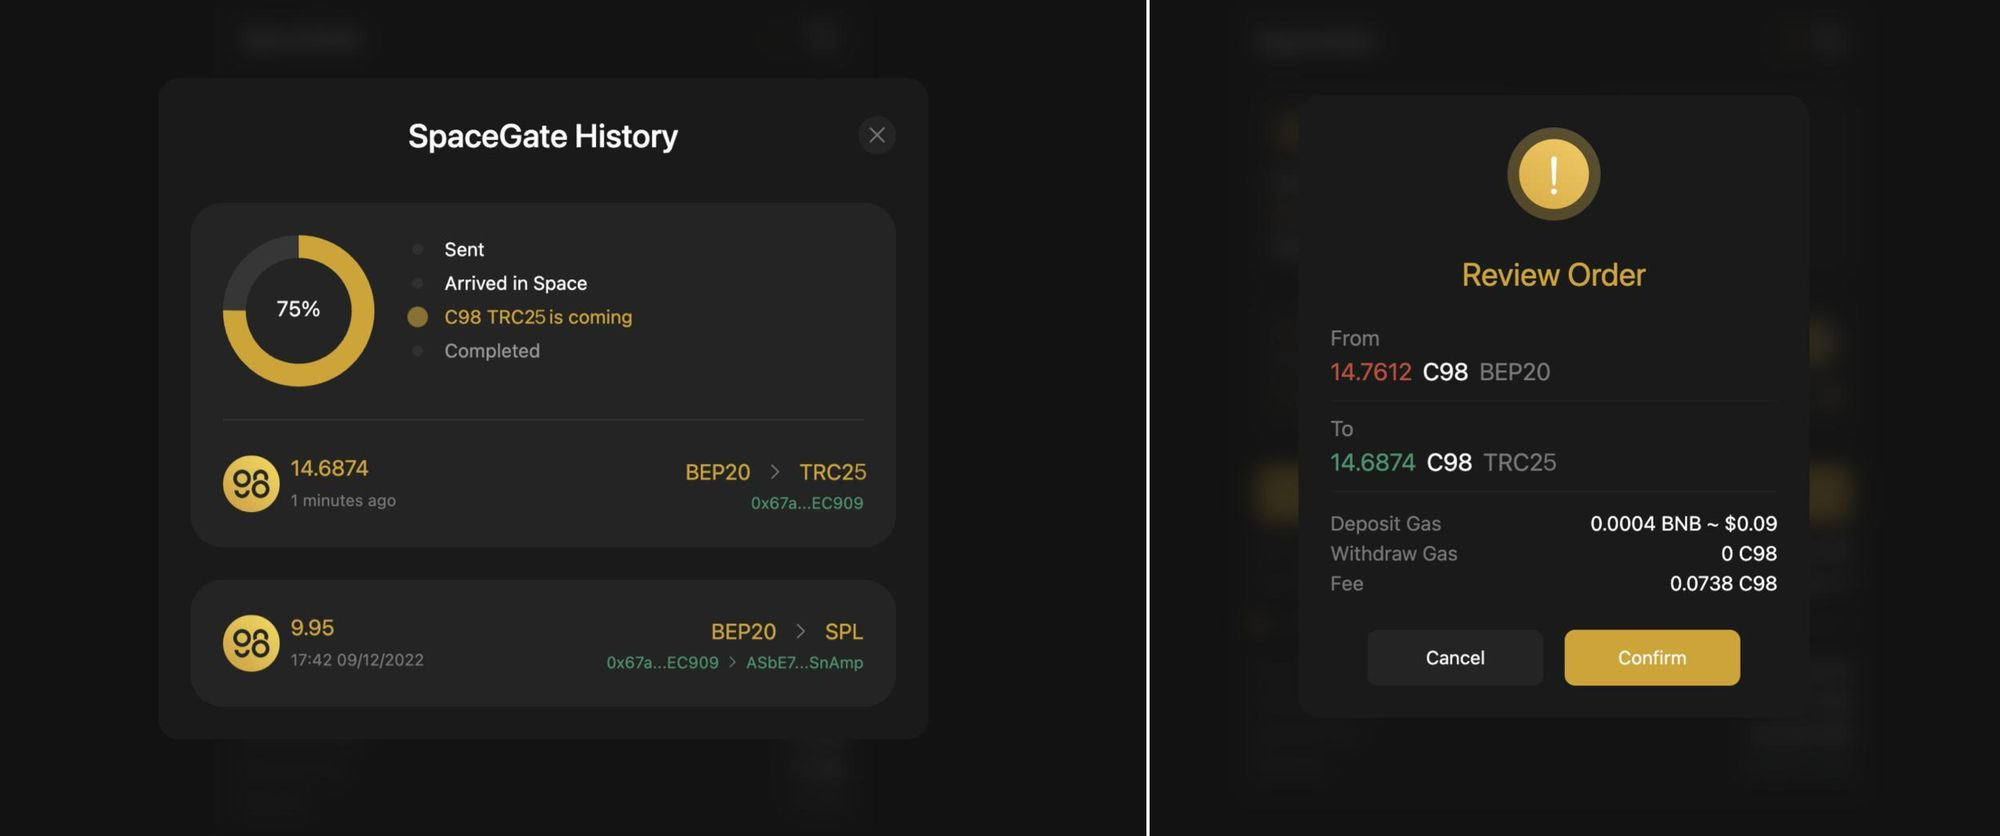 SpaceGate History
75%
Sent
Arrived in Space
C98 TRC25 is coming
Completed
14.6874
1 minutes ago
BEP20 > TRC25
0x67a...EC909
9.95
17:42 09/12/2022
BEP20 > SPL
0x67a...EC909 > ASbE7...SnAmp
!
Review Order
From
14.7612 C98 BEP20
To
14.6874 C98 TRC25
Deposit Gas 0.0004 BNB ~ $0.09
Withdraw Gas 0 C98
Fee 0.0738 C98
Cancel Confirm